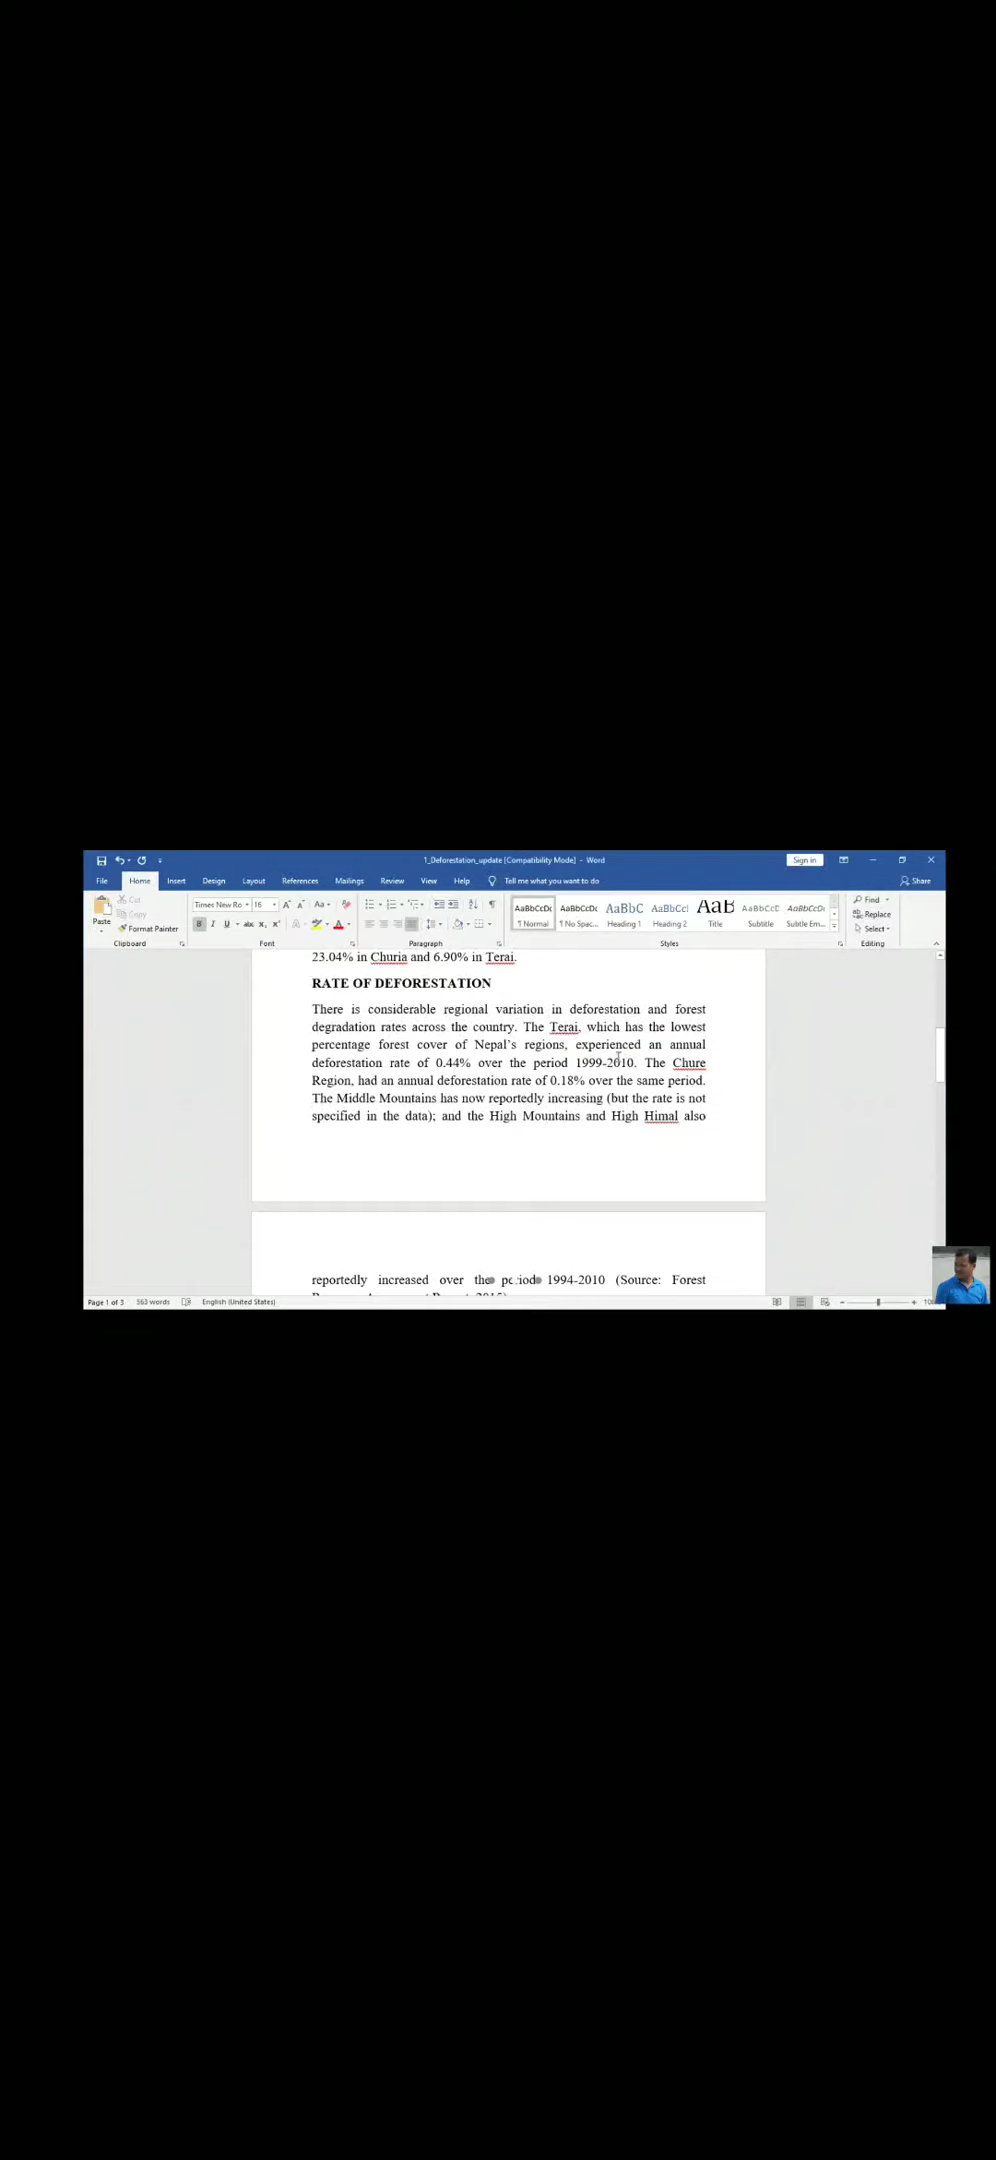 1_Deforestation_update [Compatibility Mode] - Word
Sign in
File Home Insert Design Layout References Mailings Review View Help Tell me what you want to do
Share
Cut
Copy
Paste
Format Painter
Clipboard
Times New Ro 16
Font
Paragraph
AaBbCcDc AaBbCcDc AaBbC AaBbCcI AaB AaBbCcC AaBbCcDi
¶ Normal ¶ No Spac... Heading 1 Heading 2 Title Subtitle Subtle Em...
Styles
Find
Replace
Select
Editing
23.04% in Churia and 6.90% in Terai.
RATE OF DEFORESTATION
There is considerable regional variation in deforestation and forest
degradation rates across the country. The Terai, which has the lowest
percentage forest cover of Nepal's regions, experienced an annual
deforestation rate of 0.44% over the period 1999-2010. The Chure
Region, had an annual deforestation rate of 0.18% over the same period.
The Middle Mountains has now reportedly increasing (but the rate is not
specified in the data); and the High Mountains and High Himal also
reportedly increased over the period 1994-2010 (Source: Forest
Page 1 of 3 563 words English (United States)